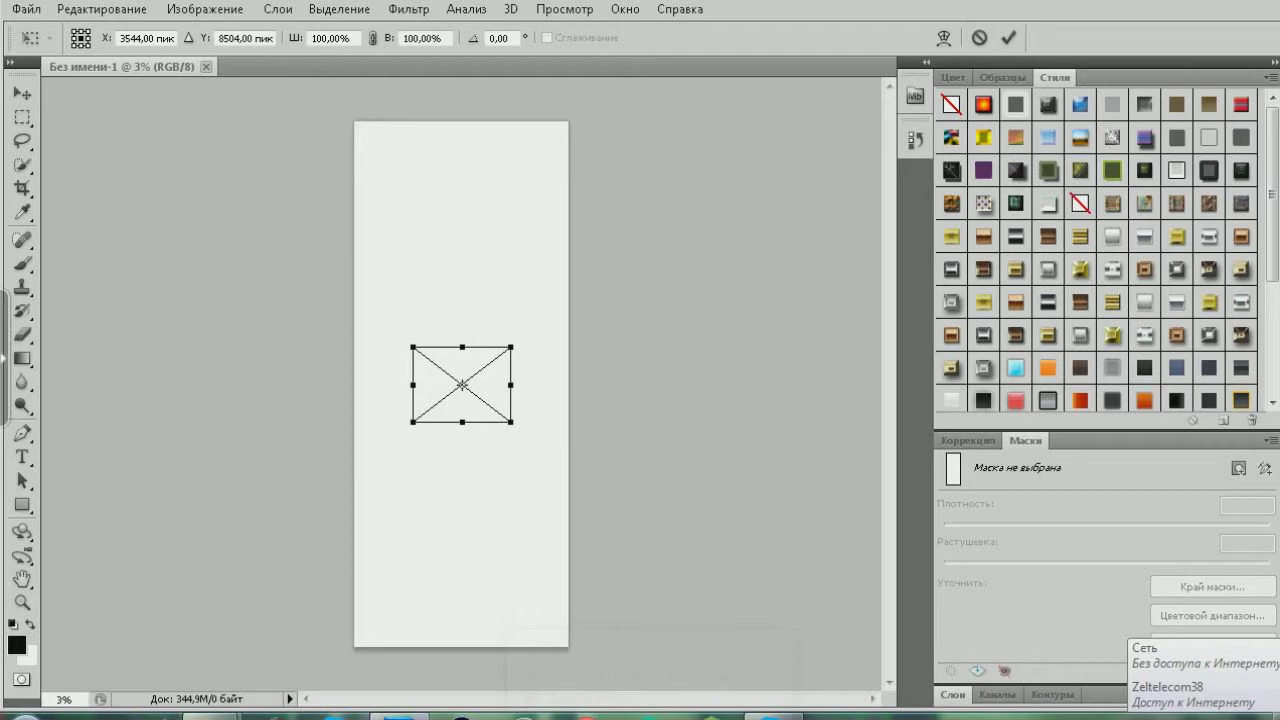 Файл Редактирование Изображение Слои Выделение Фильтр Анализ 3D Просмотр Окно Справка
X: 3544,00 пик Y: 8504,00 пик Ш: 100,00% В: 100,00% 0,00 ° Сглаживание
Без имени-1 @ 3% (RGB/8)
Цвет Образцы Стили
Mb
Коррекция Маски
Маска не выбрана
Плотность:
Растушевка:
Уточнить:
Край маски...
Цветовой диапазон...
Сеть
Без доступа к Интернету
Zeltelecom38
Доступ к Интернету
Слои Каналы Контуры
3% Док: 344,9M/0 байт